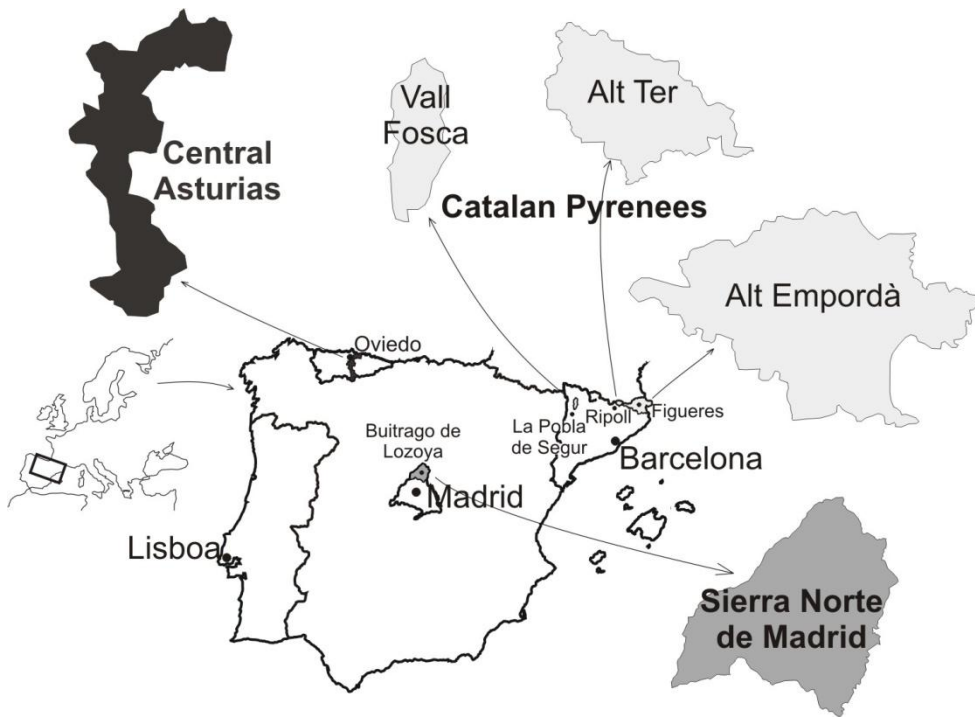 Vall
Fosca
Alt Ter
Central
Asturias
Catalan Pyrenees
Alt Empordà
Oviedo
La Pobla
de Segur
Ripoll
Figueres
Buitrago de
Lozoya
Barcelona
Madrid
Lisboa
Sierra Norte
de Madrid